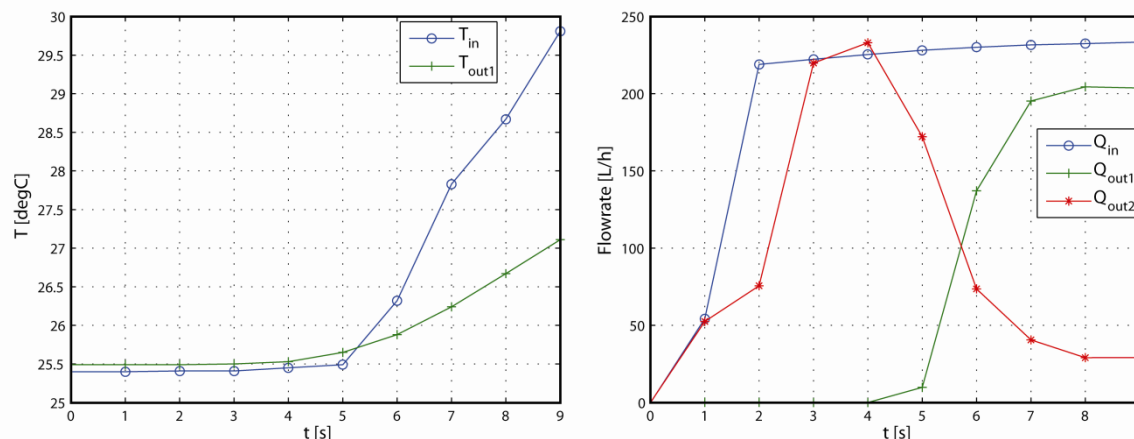 30
29.5
29
28.5
28
27.5
27
26.5
26
25.5
25
T [degC]
0 1 2 3 4 5 6 7 8 9
t [s]
T_in
T_out1
250
200
150
100
50
0
Flowrate [L/h]
0 1 2 3 4 5 6 7 8
t [s]
Q_in
Q_out1
Q_out2